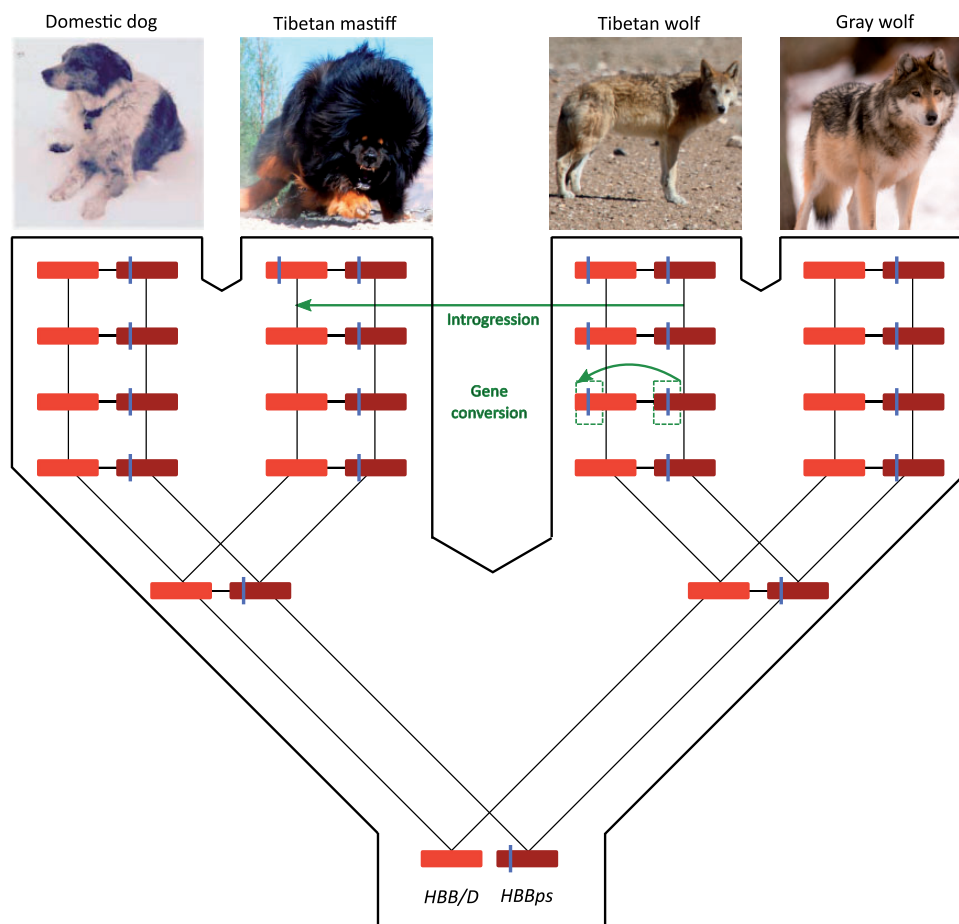 Domestic dog
Tibetan mastiff
Tibetan wolf
Gray wolf
Introgression
Gene
conversion
HBB/D
HBBps